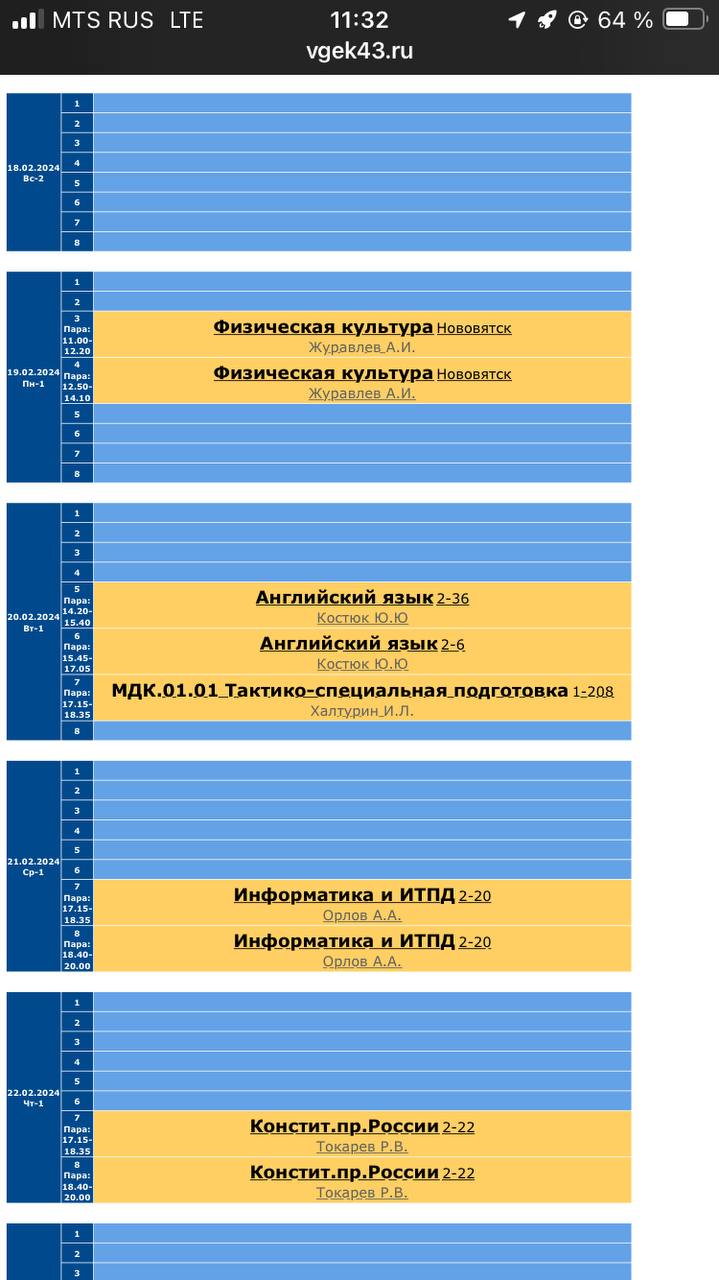 MTS RUS LTE 11:32 64 %
vgek43.ru
18.02.2024
Вс-2
1
2
3
4
5
6
7
8
19.02.2024
Пн-1
1
2
3
Пара:
11.00-
12.20
Физическая культура Нововятск
Журавлев А.И.
4
Пара:
12.50-
14.10
Физическая культура Нововятск
Журавлев А.И.
5
6
7
8
20.02.2024
Вт-1
1
2
3
4
5
Пара:
14.20-
15.40
Английский язык 2-36
Костюк Ю.Ю
6
Пара:
15.45-
17.05
Английский язык 2-6
Костюк Ю.Ю
7
Пара:
17.15-
18.35
МДК.01.01 Тактико-специальная подготовка 1-208
Халтурин И.Л.
8
21.02.2024
Ср-1
1
2
3
4
5
6
7
Пара:
17.15-
18.35
Информатика и ИТПД 2-20
Орлов А.А.
8
Пара:
18.40-
20.00
Информатика и ИТПД 2-20
Орлов А.А.
22.02.2024
Чт-1
1
2
3
4
5
6
7
Пара:
17.15-
18.35
Констит.пр.России 2-22
Токарев Р.В.
8
Пара:
18.40-
20.00
Констит.пр.России 2-22
Токарев Р.В.
1
2
3